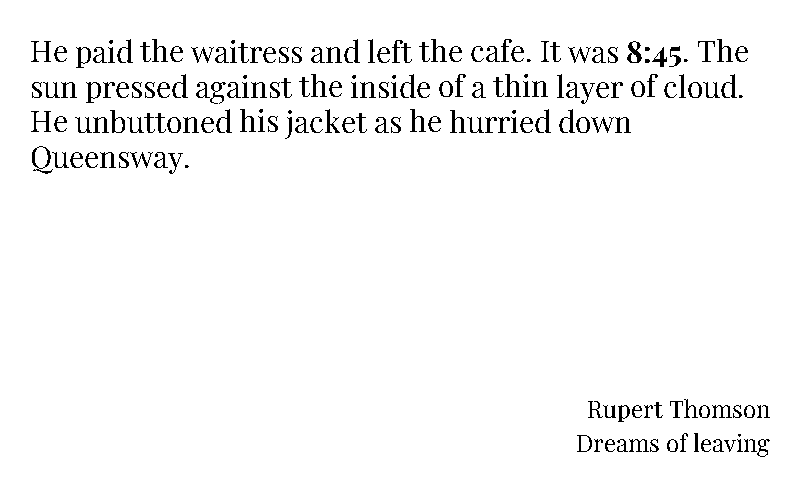 He paid the waitress and left the cafe. It was 8:45. The
sun pressed against the inside of a thin layer of cloud.
He unbuttoned his jacket as he hurried down
Queensway.
Rupert Thomson
Dreams of leaving